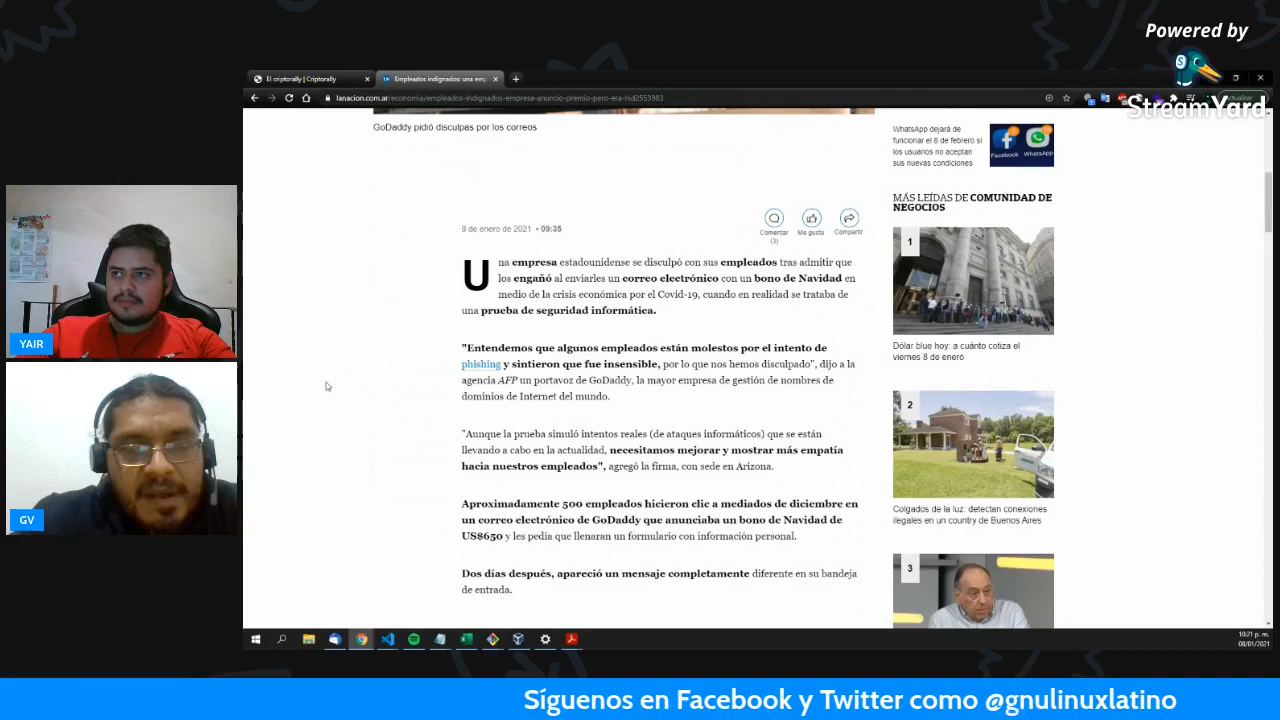 Powered by
StreamYard
El criptorally | Criptorally
Empleados indignados: una emp
lanacion.com.ar/economia/empleados-indignados-empresa-anuncio-premio-pero-era-nid2553983
GoDaddy pidió disculpas por los correos
8 de enero de 2021 • 09:35
Comentar
(3)
Me gusta
Compartir
Una empresa estadounidense se disculpó con sus empleados tras admitir que
los engañó al enviarles un correo electrónico con un bono de Navidad en
medio de la crisis económica por el Covid-19, cuando en realidad se trataba de
una prueba de seguridad informática.
"Entendemos que algunos empleados están molestos por el intento de
phishing y sintieron que fue insensible, por lo que nos hemos disculpado", dijo a la
agencia AFP un portavoz de GoDaddy, la mayor empresa de gestión de nombres de
dominios de Internet del mundo.
"Aunque la prueba simuló intentos reales (de ataques informáticos) que se están
llevando a cabo en la actualidad, necesitamos mejorar y mostrar más empatía
hacia nuestros empleados", agregó la firma, con sede en Arizona.
Aproximadamente 500 empleados hicieron clic a mediados de diciembre en
un correo electrónico de GoDaddy que anunciaba un bono de Navidad de
US$650 y les pedía que llenaran un formulario con información personal.
Dos días después, apareció un mensaje completamente diferente en su bandeja
de entrada.
WhatsApp dejará de
funcionar el 8 de febrero si
los usuarios no aceptan
sus nuevas condiciones
Facebook
WhatsApp
MÁS LEÍDAS DE COMUNIDAD DE
NEGOCIOS
1
Dólar blue hoy: a cuánto cotiza el
viernes 8 de enero
2
Colgados de la luz: detectan conexiones
ilegales en un country de Buenos Aires
3
YAIR
GV
10:21 p. m.
08/01/2021
Síguenos en Facebook y Twitter como @gnulinuxlatino